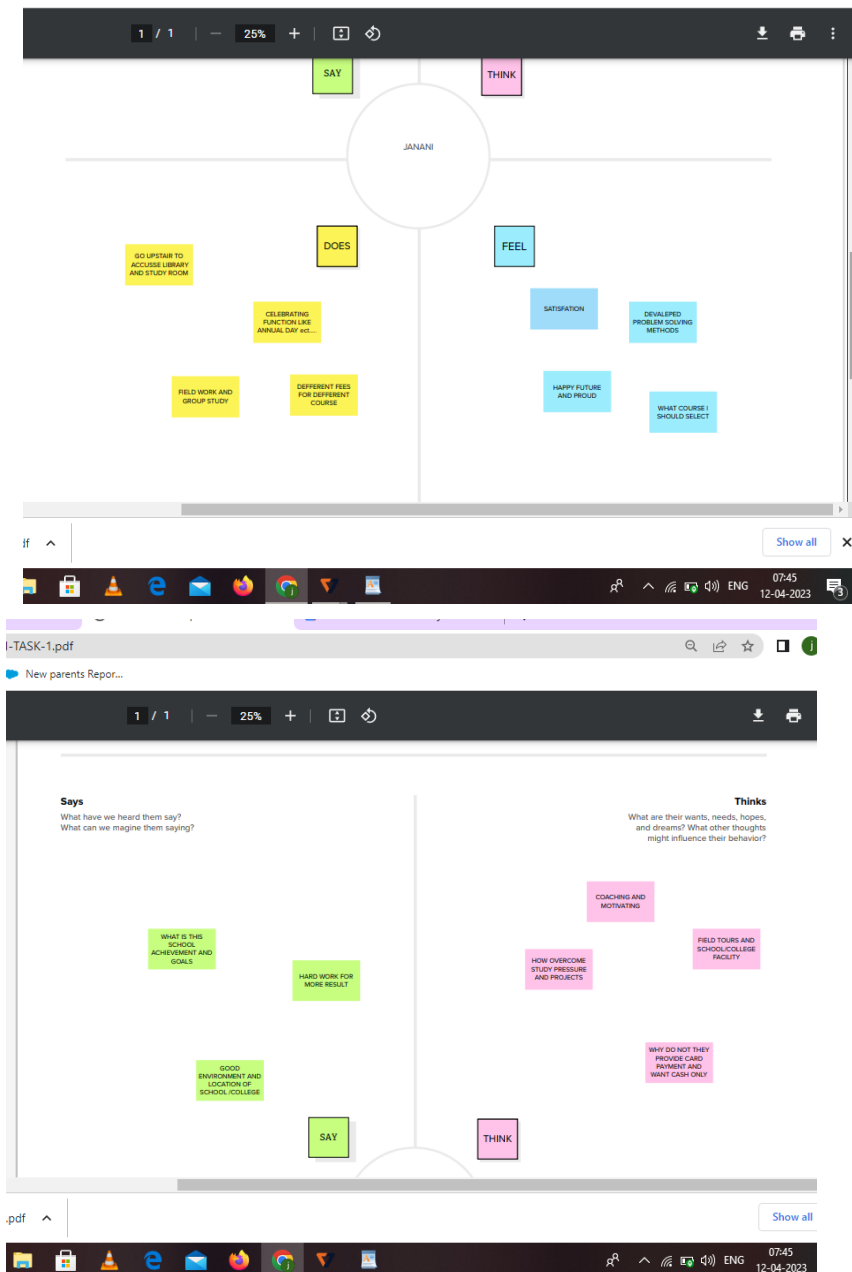 1 / 1 25%
SAY
THINK
JANANI
DOES
FEEL
GO UPSTAIR TO
ACCUSSE LIBRARY
AND STUDY ROOM
CELEBRATING
FUNCTION LIKE
ANNUAL DAY ect....
FIELD WORK AND
GROUP STUDY
DEFFERENT FEES
FOR DEFFERENT
COURSE
SATISFATION
DEVALEPED
PROBLEM SOLVING
METHODS
HAPPY FUTURE
AND PROUD
WHAT COURSE I
SHOULD SELECT
Show all
ENG
07:45
12-04-2023
3
I-TASK-1.pdf
j
New parents Repor...
1 / 1 25%
Says
What have we heard them say?
What can we magine them saying?
Thinks
What are their wants, needs, hopes,
and dreams? What other thoughts
might influence their behavior?
WHAT IS THIS
SCHOOL
ACHIEVEMENT AND
GOALS
HARD WORK FOR
MORE RESULT
GOOD
ENVIRONMENT AND
LOCATION OF
SCHOOL /COLLEGE
COACHING AND
MOTIVATING
HOW OVERCOME
STUDY PRESSURE
AND PROJECTS
FIELD TOURS AND
SCHOOL/COLLEGE
FACILITY
WHY DO NOT THEY
PROVIDE CARD
PAYMENT AND
WANT CASH ONLY
SAY
THINK
.pdf
Show all
ENG
07:45
12-04-2023